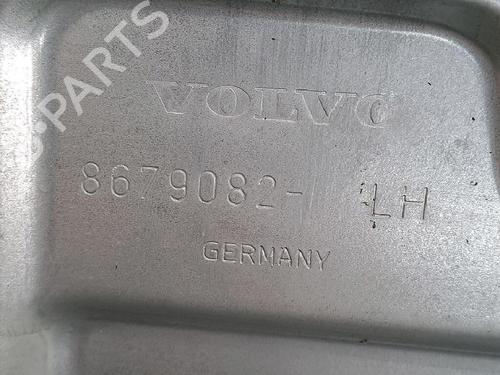 VOLVO
8679082- LH
GERMANY
B-PARTS